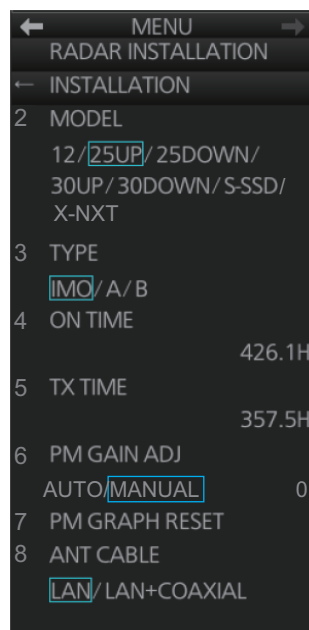 MENU
RADAR INSTALLATION
← INSTALLATION
2 MODEL
12/25UP/25DOWN/
30UP/30DOWN/S-SSD/
X-NXT
3 TYPE
IMO/A/B
4 ON TIME
426.1H
5 TX TIME
357.5H
6 PM GAIN ADJ
AUTO/MANUAL 0
7 PM GRAPH RESET
8 ANT CABLE
LAN/LAN+COAXIAL